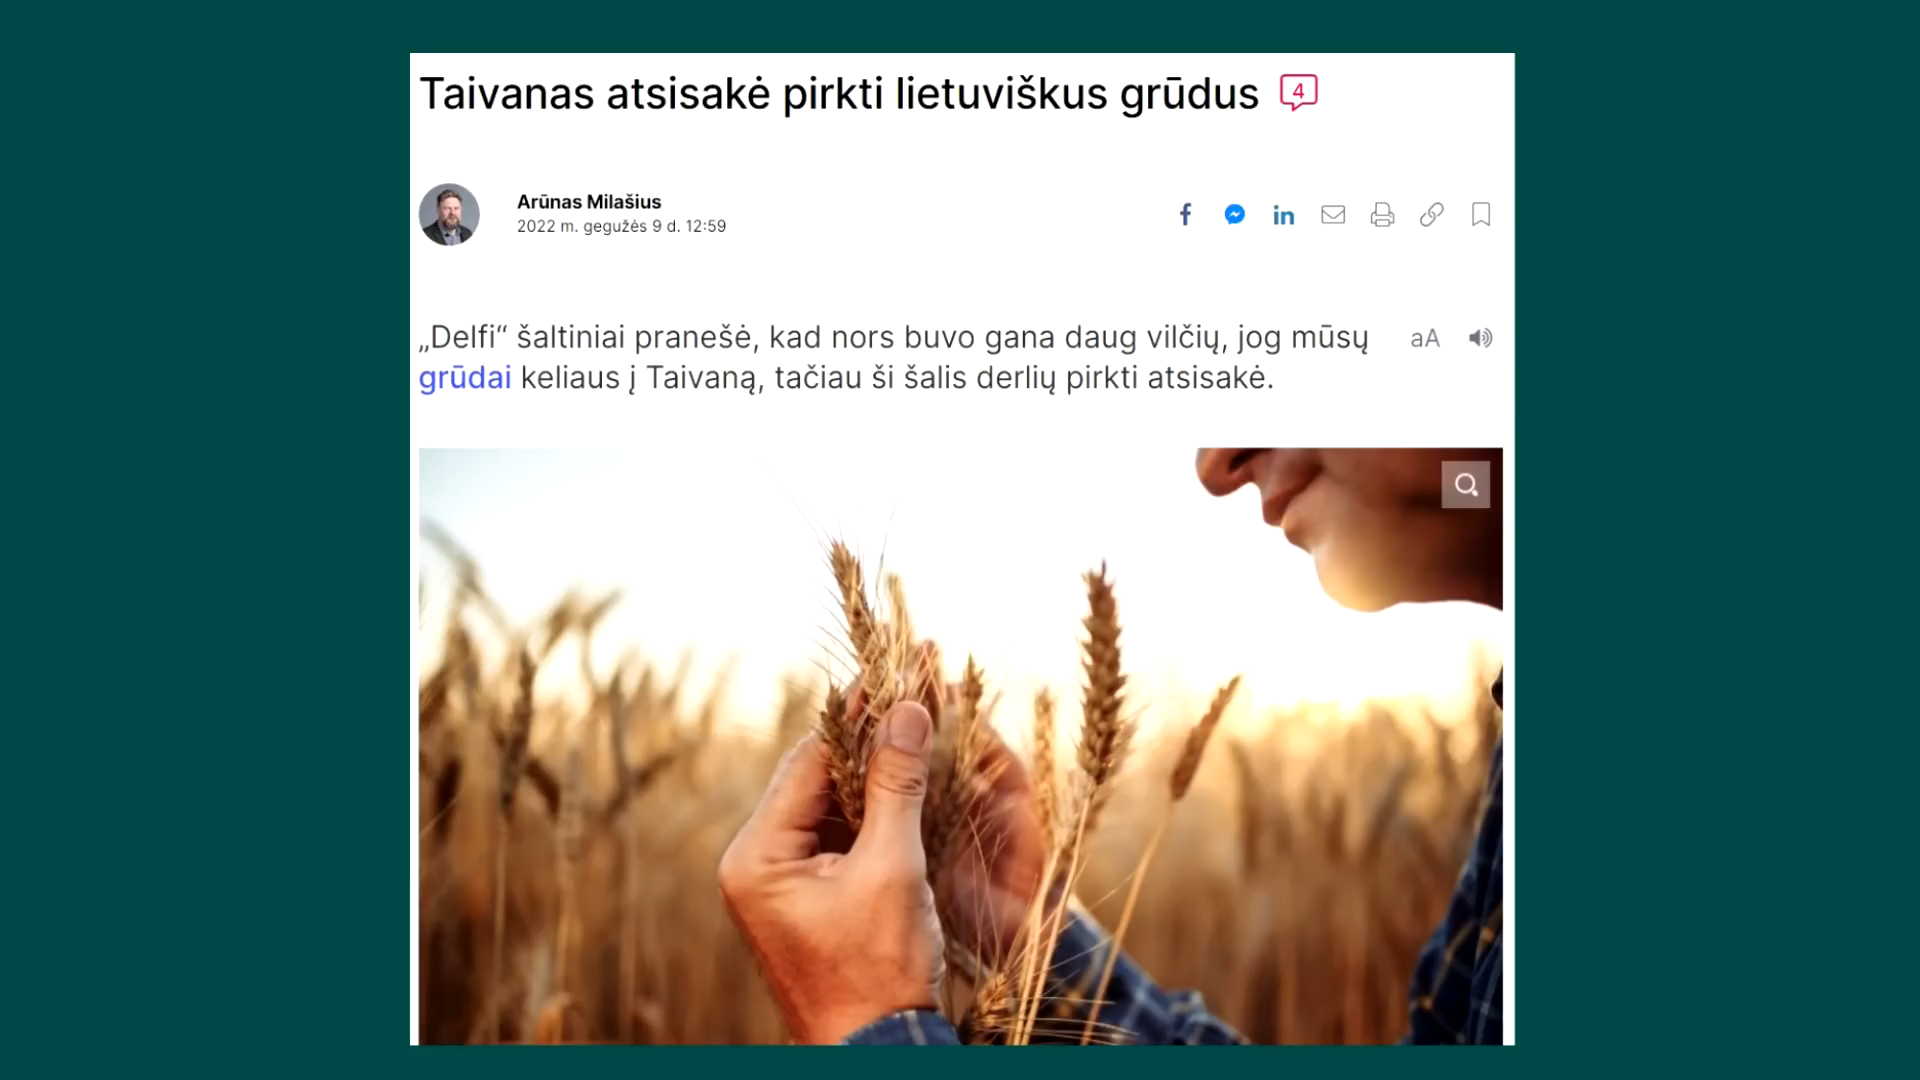 Taivanas atsisakė pirkti lietuviškus grūdus 4
Arūnas Milašius
2022 m. gegužės 9 d. 12:59
f in
„Delfi“ šaltiniai pranešė, kad nors buvo gana daug vilčių, jog mūsų aA
grūdai keliaus į Taivaną, tačiau ši šalis derlių pirkti atsisakė.